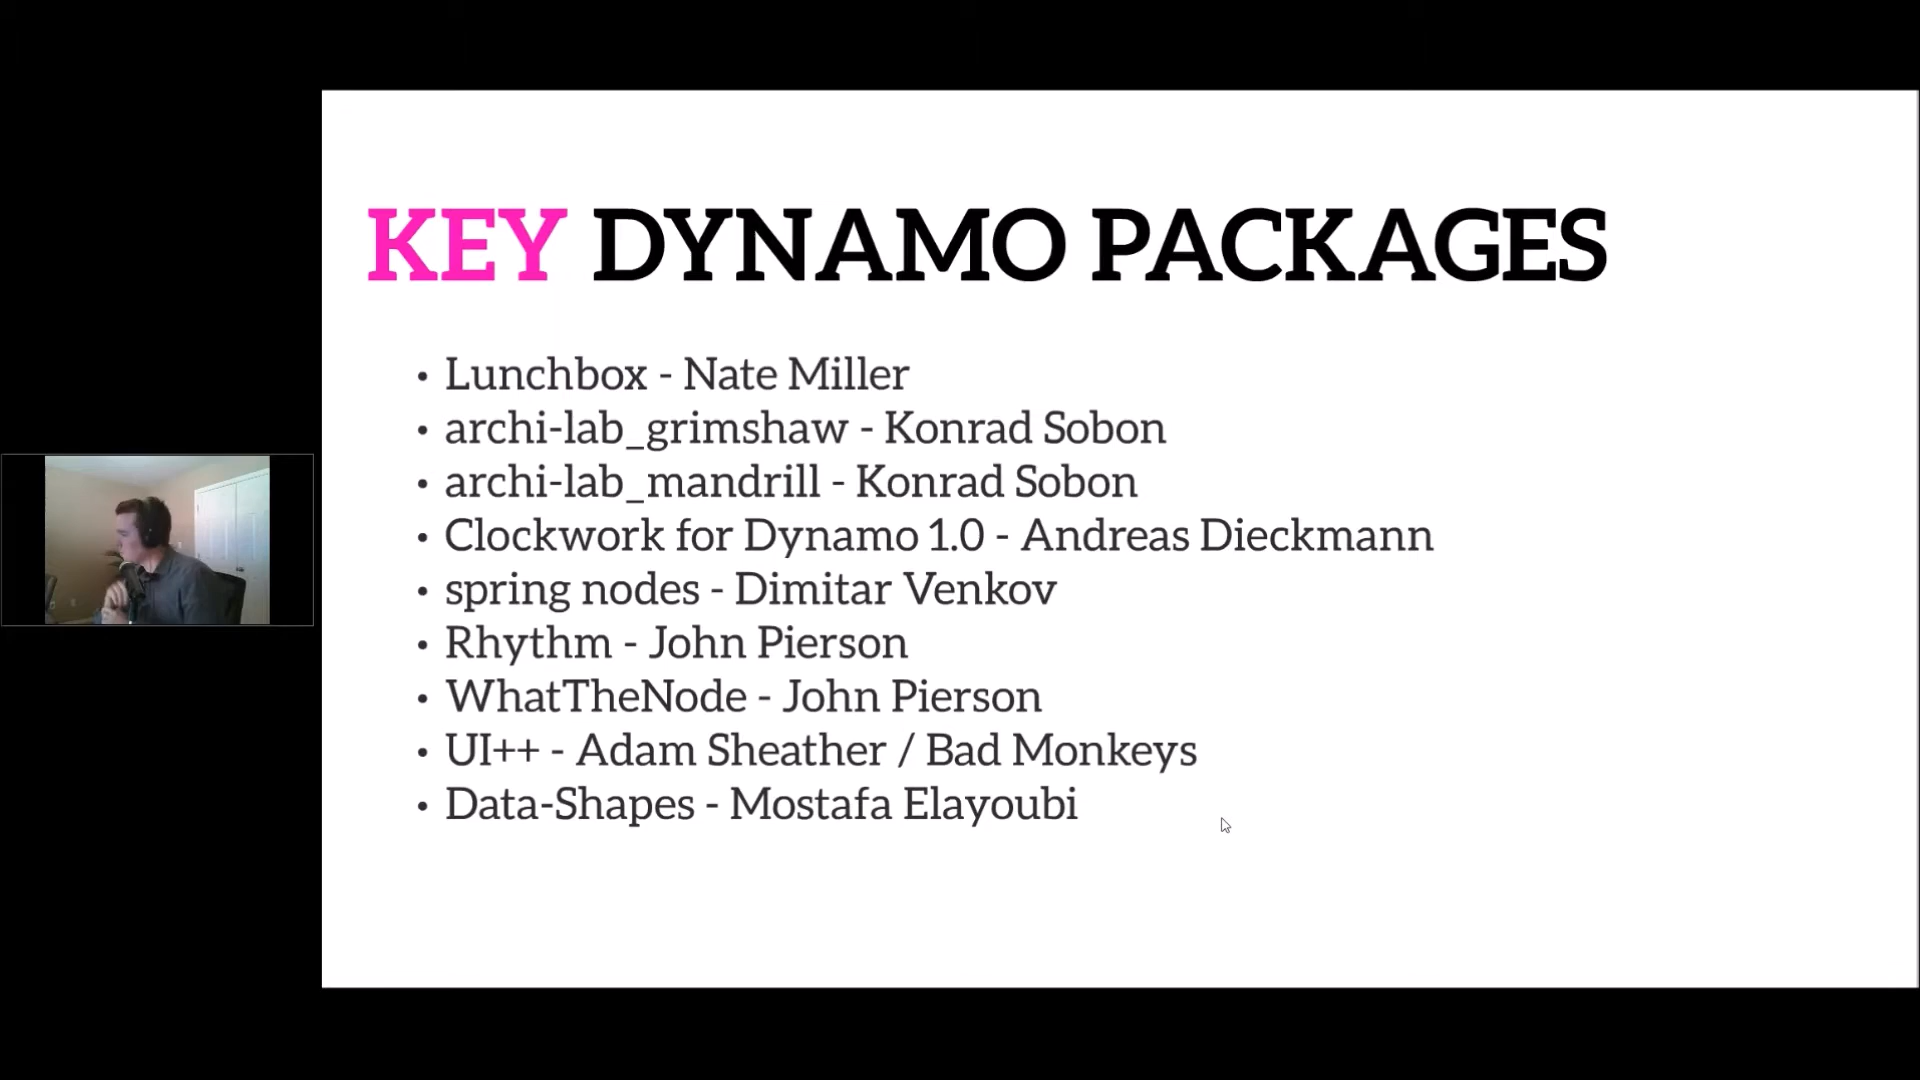 KEY DYNAMO PACKAGES
• Lunchbox - Nate Miller
• archi-lab_grimshaw - Konrad Sobon
• archi-lab_mandrill - Konrad Sobon
• Clockwork for Dynamo 1.0 - Andreas Dieckmann
• spring nodes - Dimitar Venkov
• Rhythm - John Pierson
• WhatTheNode - John Pierson
• UI++ - Adam Sheather / Bad Monkeys
• Data-Shapes - Mostafa Elayoubi